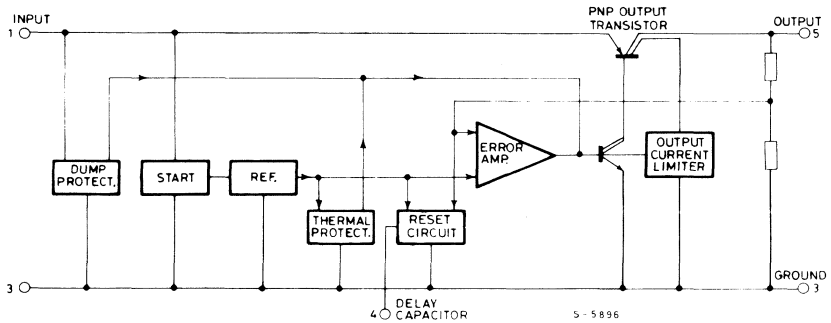 INPUT
1
PNP OUTPUT
TRANSISTOR
OUTPUT
5
DUMP
PROTECT.
START
REF.
ERROR
AMP.
OUTPUT
CURRENT
LIMITER
THERMAL
PROTECT.
RESET
CIRCUIT
3
GROUND
3
4
DELAY
CAPACITOR
S-5896